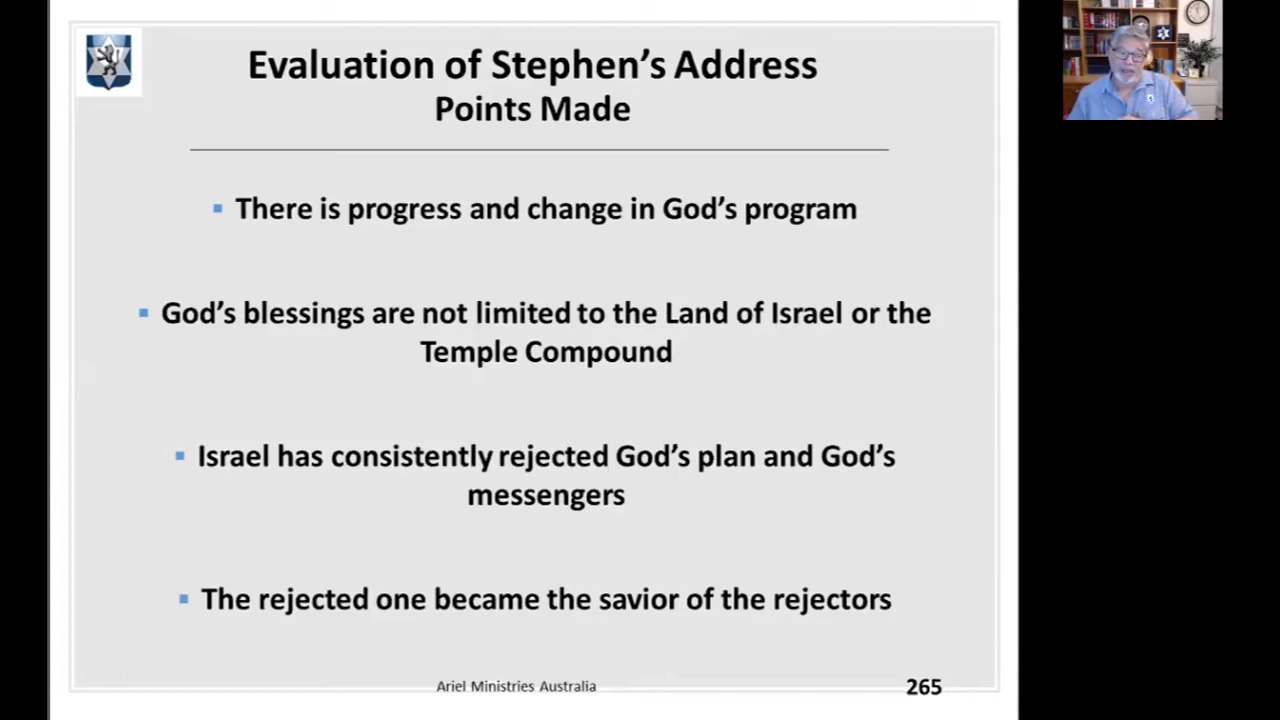 Evaluation of Stephen's Address
Points Made
▪ There is progress and change in God's program
▪ God's blessings are not limited to the Land of Israel or the
Temple Compound
▪ Israel has consistently rejected God's plan and God's
messengers
▪ The rejected one became the savior of the rejectors
Ariel Ministries Australia
265